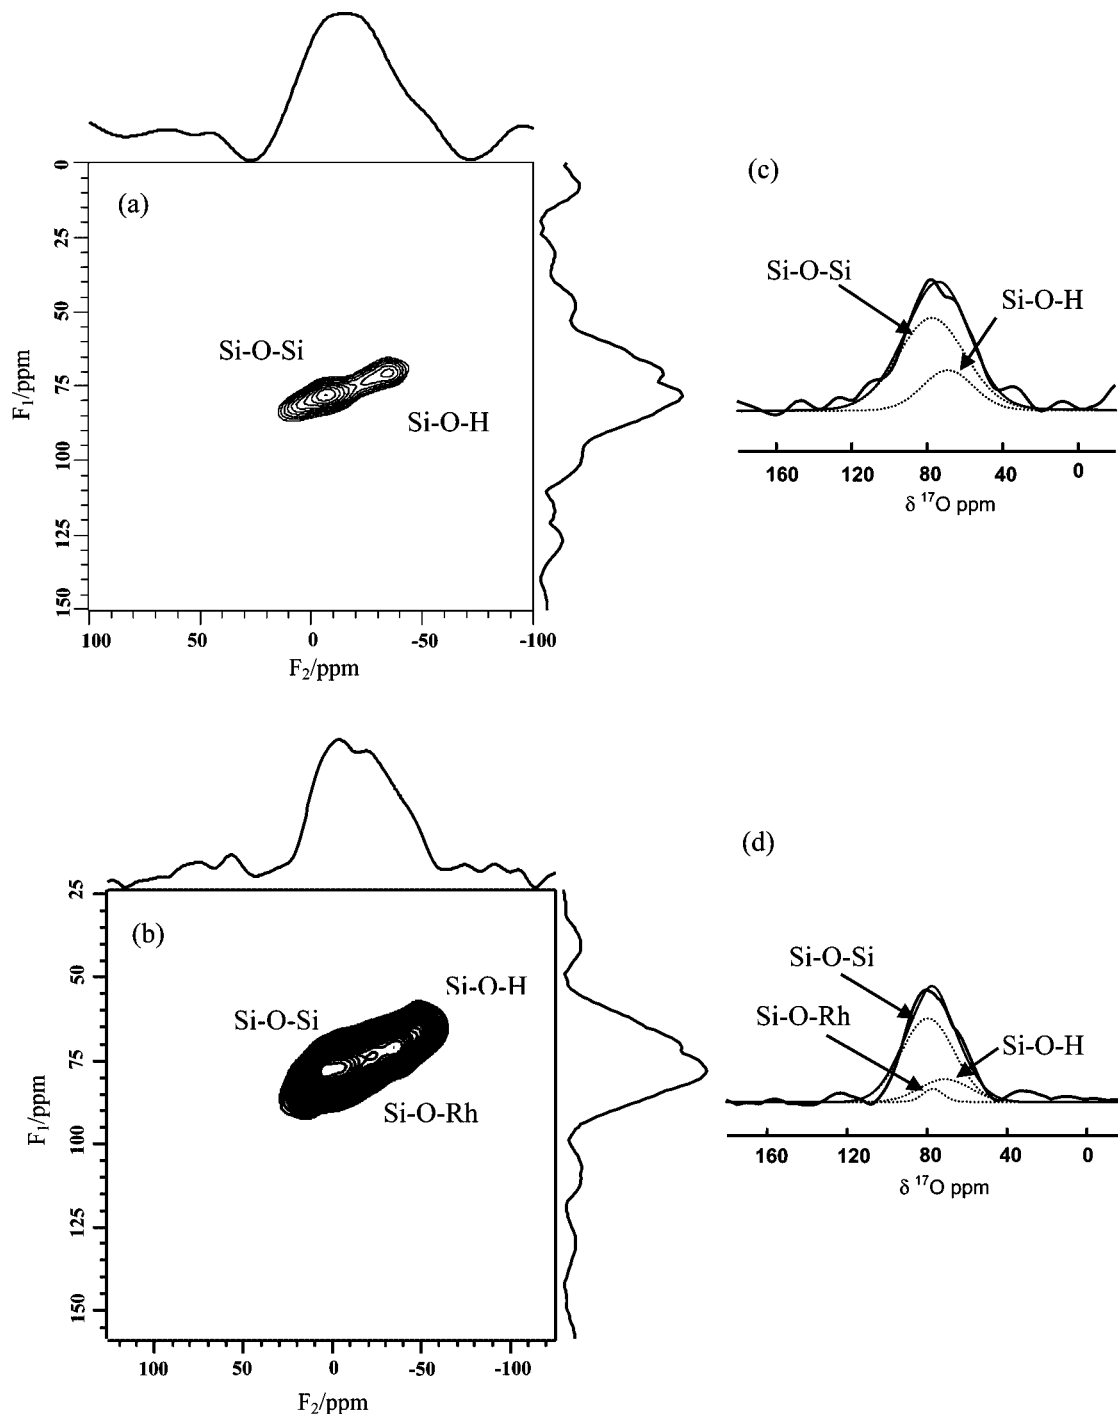 (a)
0
25
50
75
100
125
150
F₁/ppm
Si-O-Si
Si-O-H
100 50 0 -50 -100
F₂/ppm
(c)
Si-O-Si
Si-O-H
160 120 80 40 0
δ ¹⁷O ppm
(b)
25
50
75
100
125
150
F₁/ppm
Si-O-H
Si-O-Si
Si-O-Rh
100 50 0 -50 -100
F₂/ppm
(d)
Si-O-Si
Si-O-Rh
Si-O-H
160 120 80 40 0
δ ¹⁷O ppm